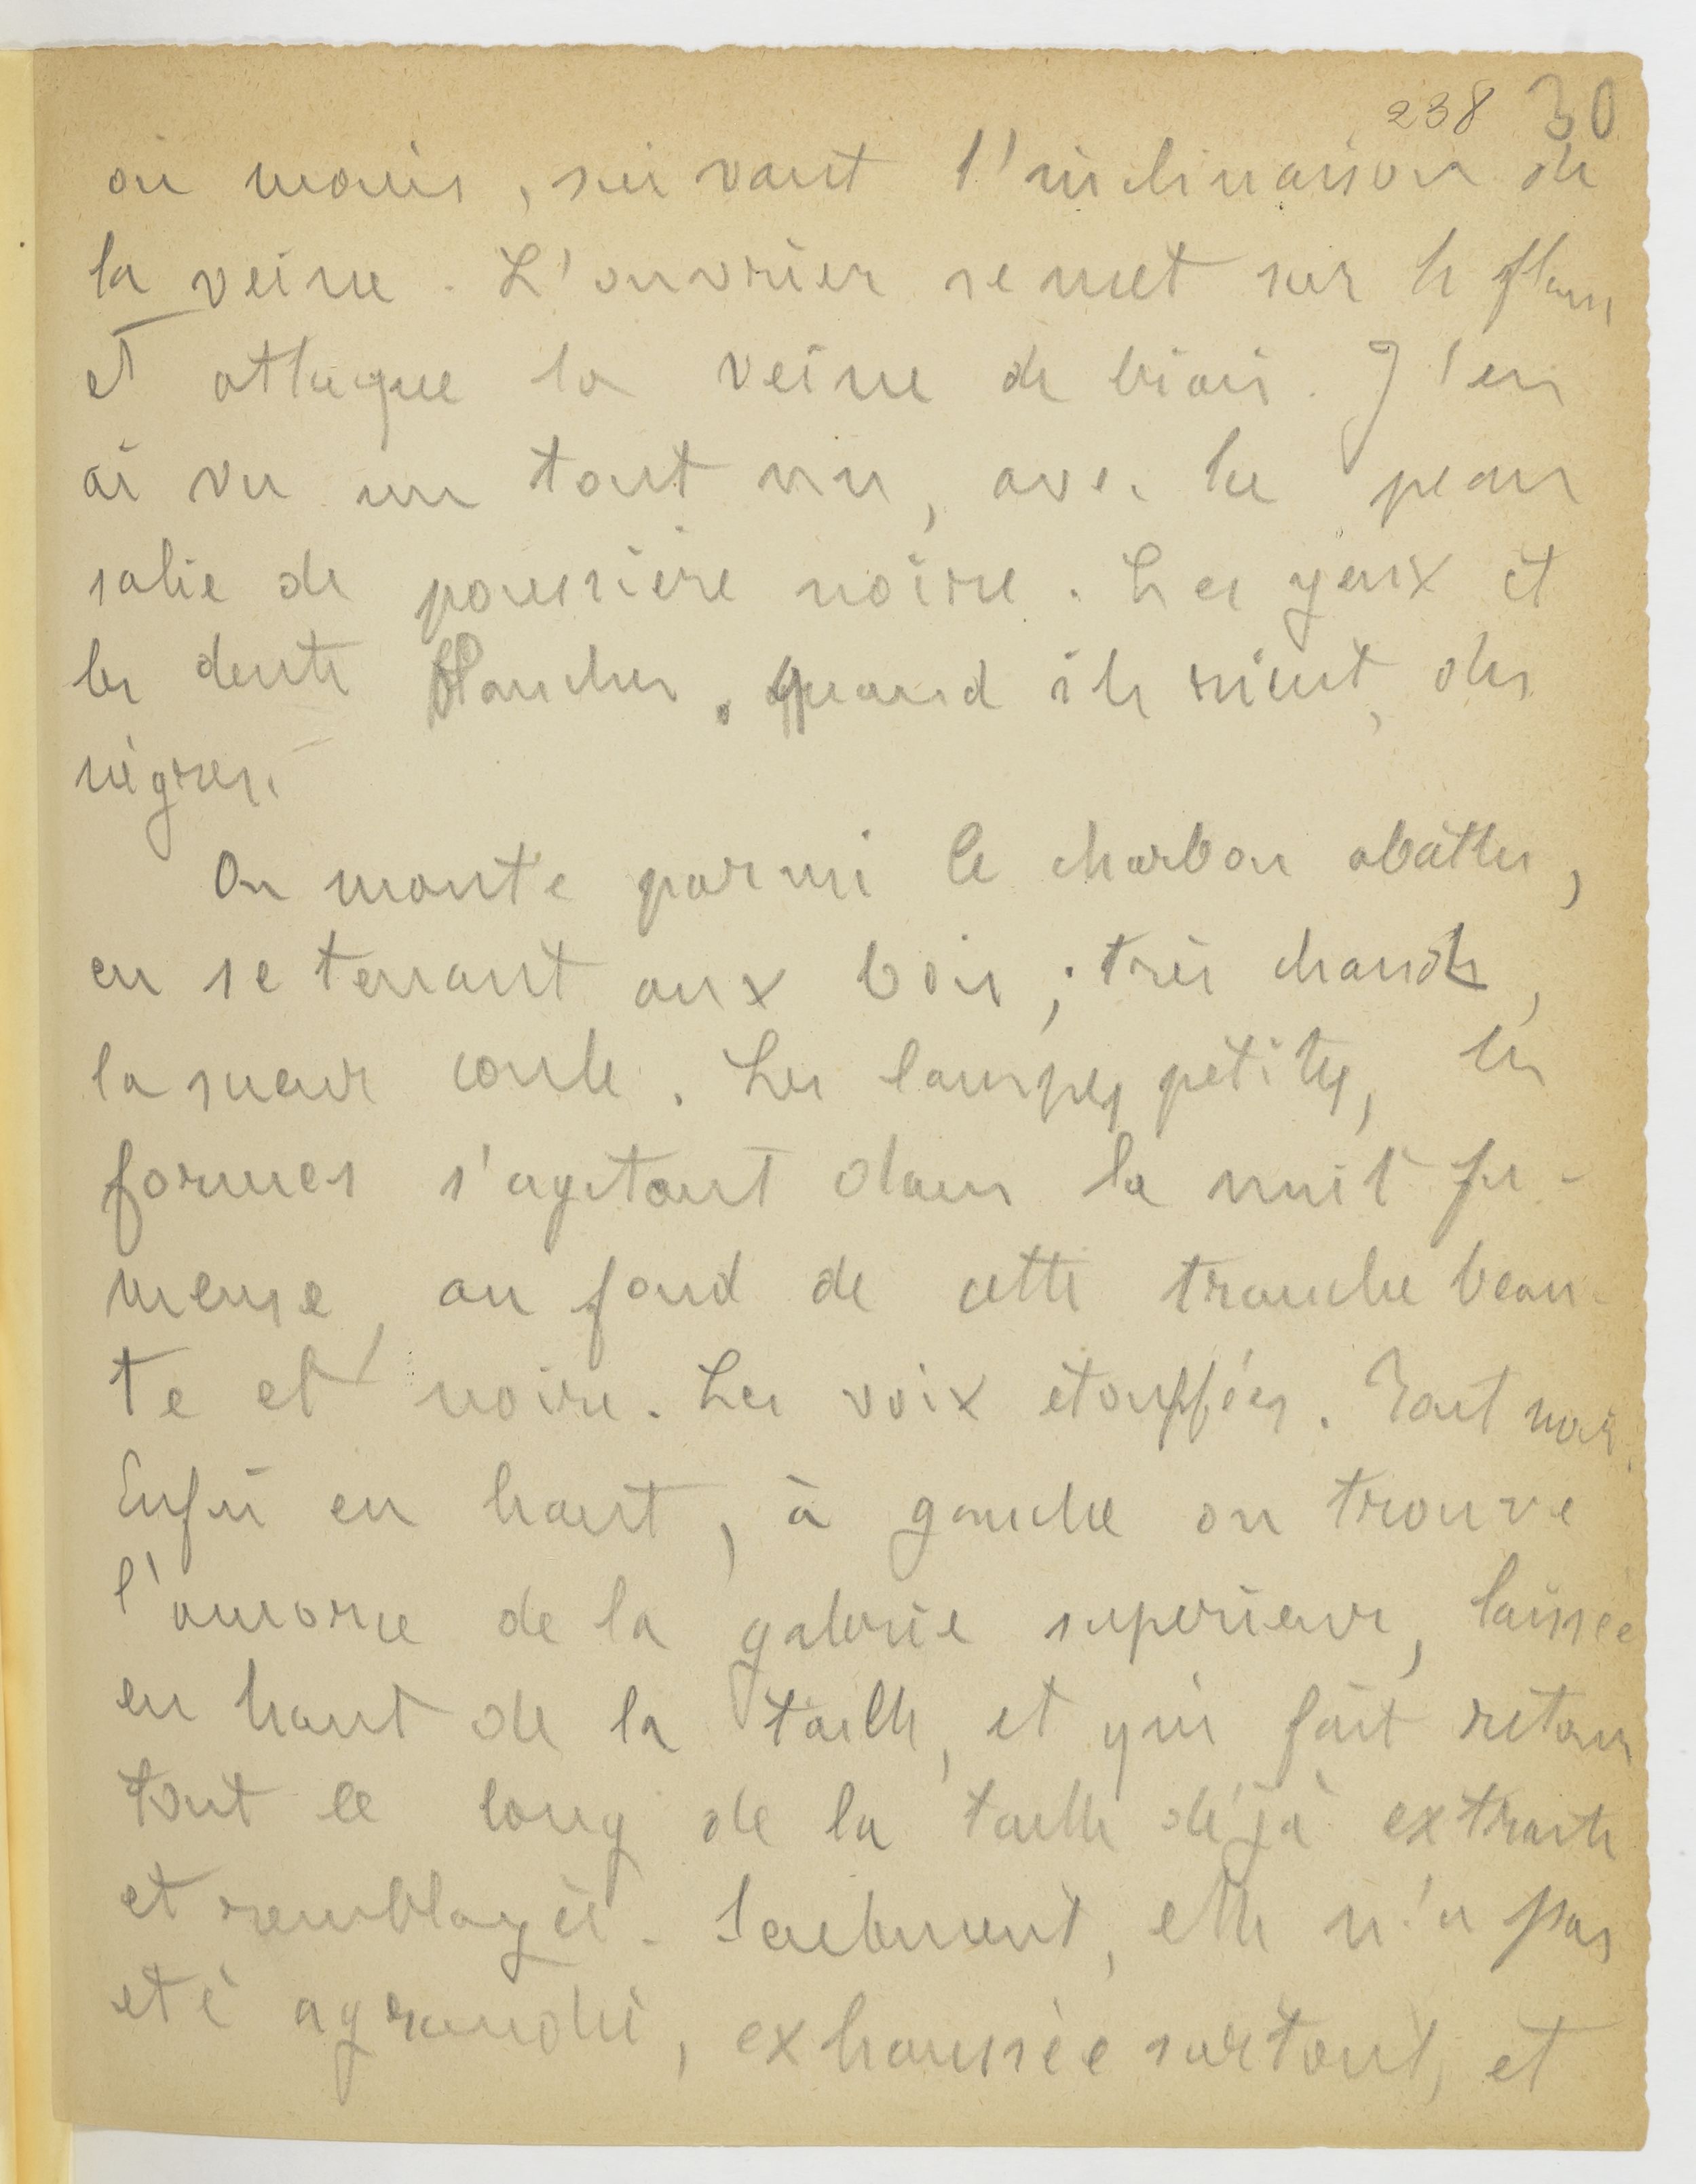 238 30
ou moins, suivant l'inclinaison de
la veine. L'ouvrier se met sur le flanc
et attaque la veine de biais. J'en
ai vu un tout nu, avec la peau
salie de poussière noire. Les yeux et
les dents blanches. Quand ils rient, des
nègres.
On monte parmi le charbon abattu,
en se tenant aux bois ; très chaude,
la sueur coule. Les lampes petites, les
formes s'agitant dans la nuit fu-
meuse, au fond de cette tranche béan-
te et noire. Les voix étouffées. Tout noir.
Enfin en haut, à gauche on trouve
l'amorce de la galerie supérieure, laissée
en haut de la taille, et qui fait retour
tout le long de la taille déjà extraite
et remblayée. Seulement, elle n'a pas
été agrandie, exhaussée surtout, et